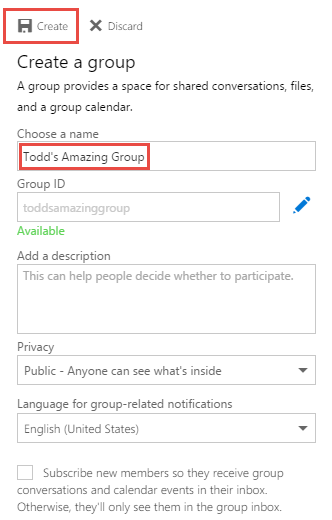 Create Discard
Create a group
A group provides a space for shared conversations, files,
and a group calendar.
Choose a name
Todd's Amazing Group
Group ID
toddsamazinggroup
Available
Add a description
This can help people decide whether to participate.
Privacy
Public - Anyone can see what's inside
Language for group-related notifications
English (United States)
Subscribe new members so they receive group
conversations and calendar events in their inbox.
Otherwise, they'll only see them in the group inbox.